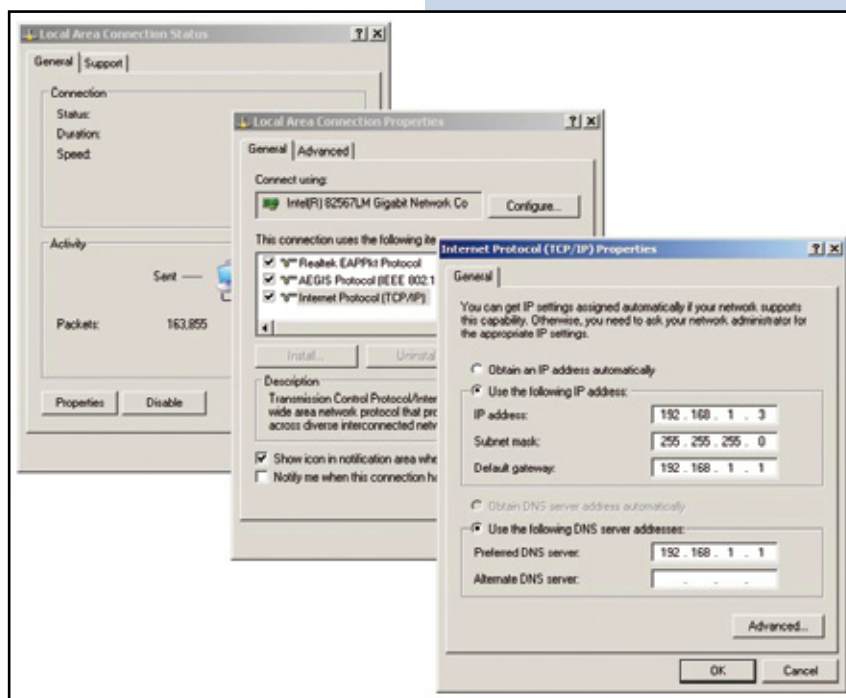 Local Area Connection Status
General Support
Connection
Status:
Duration:
Speed:
Activity
Sent
Packets: 163,855
Properties Disable
Local Area Connection Properties
General Advanced
Connect using:
Intel(R) 82567LM Gigabit Network Co
Configure...
This connection uses the following ite
Realtek EAPPkt Protocol
AEGIS Protocol (IEEE 802.1
Internet Protocol (TCP/IP)
Install... Uninstal
Description
Transmission Control Protocol/Inter
wide area network protocol that pro
across diverse interconnected netw
Show icon in notification area whe
Notify me when this connection ha
Internet Protocol (TCP/IP) Properties
General
You can get IP settings assigned automatically if your network supports
this capability. Otherwise, you need to ask your network administrator for
the appropriate IP settings.
Obtain an IP address automatically
Use the following IP address:
IP address: 192 . 168 . 1 . 3
Subnet mask: 255 . 255 . 255 . 0
Default gateway: 192 . 168 . 1 . 1
Obtain DNS server address automatically
Use the following DNS server addresses:
Preferred DNS server: 192 . 168 . 1 . 1
Alternate DNS server: . . .
Advanced...
OK Cancel